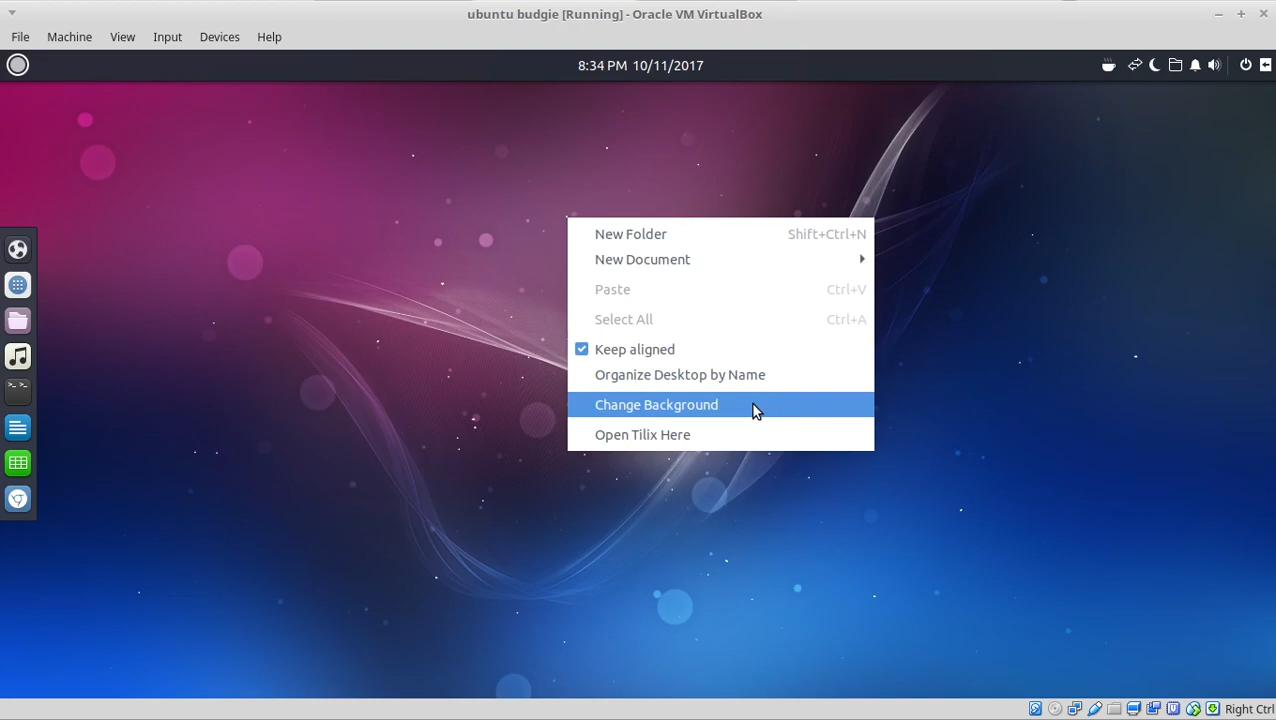 ubuntu budgie [Running] - Oracle VM VirtualBox
File Machine View Input Devices Help
8:34 PM 10/11/2017
New Folder Shift+Ctrl+N
New Document
Paste Ctrl+V
Select All Ctrl+A
Keep aligned
Organize Desktop by Name
Change Background
Open Tilix Here
Right Ctrl